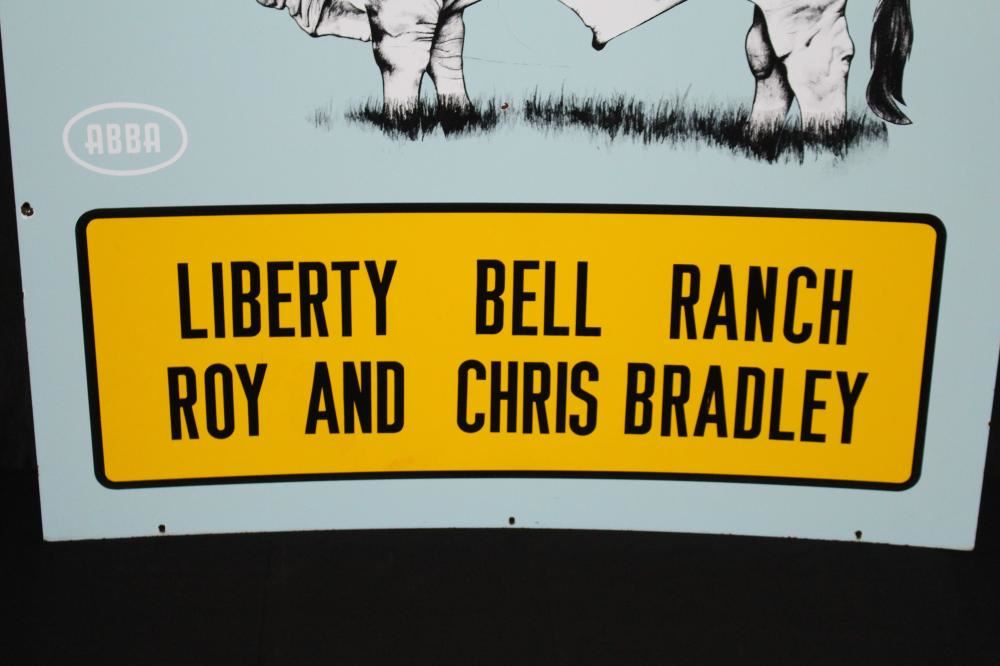 ABBA
LIBERTY BELL RANCH
ROY AND CHRIS BRADLEY